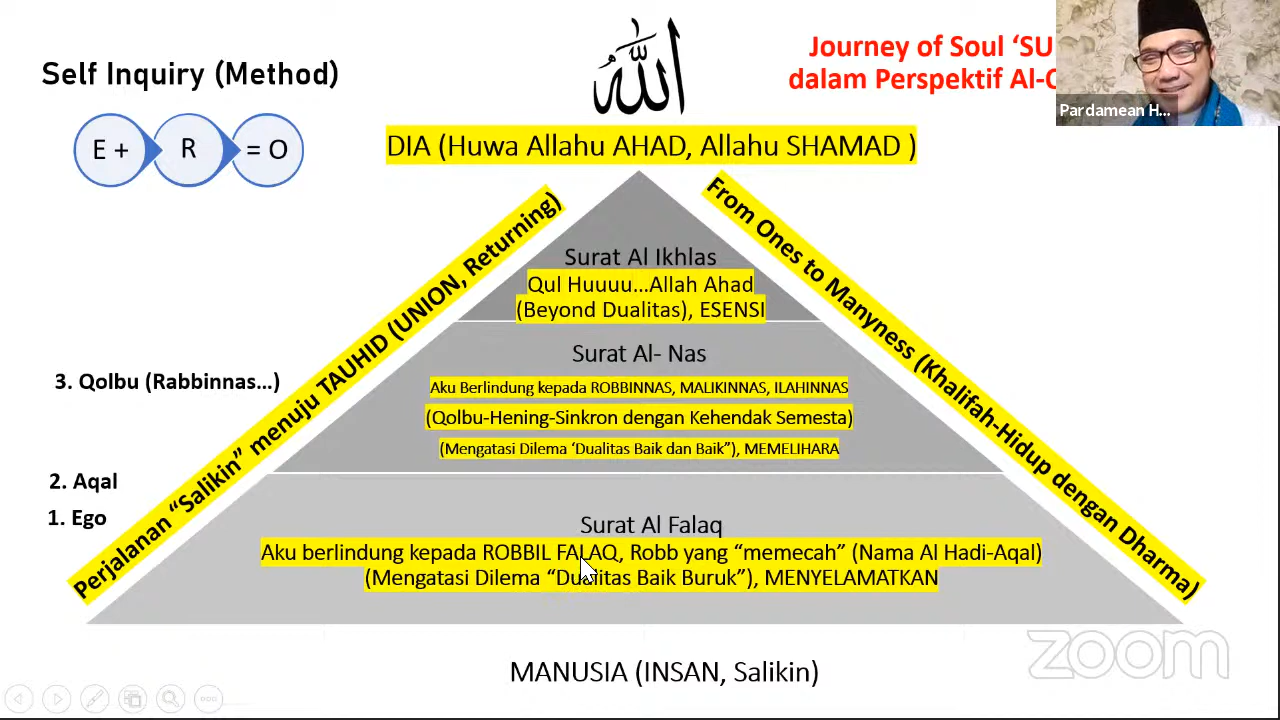 Self Inquiry (Method)
E +
R
= O
الله
Journey of Soul ‘SU
dalam Perspektif Al-
Pardamean H...
DIA (Huwa Allahu AHAD, Allahu SHAMAD )
Perjalanan “Salikin” menuju TAUHID (UNION, Returning)
From Ones to Manyness (Khalifah-Hidup dengan Dharma)
Surat Al Ikhlas
Qul Huuuu...Allah Ahad
(Beyond Dualitas), ESENSI
Surat Al- Nas
3. Qolbu (Rabbinnas...)
Aku Berlindung kepada ROBBINNAS, MALIKINNAS, ILAHINNAS
(Qolbu-Hening-Sinkron dengan Kehendak Semesta)
(Mengatasi Dilema ‘Dualitas Baik dan Baik”), MEMELIHARA
2. Aqal
1. Ego
Surat Al Falaq
Aku berlindung kepada ROBBIL FALAQ, Robb yang “memecah” (Nama Al Hadi-Aqal)
(Mengatasi Dilema “Dualitas Baik Buruk”), MENYELAMATKAN
MANUSIA (INSAN, Salikin)
zoom